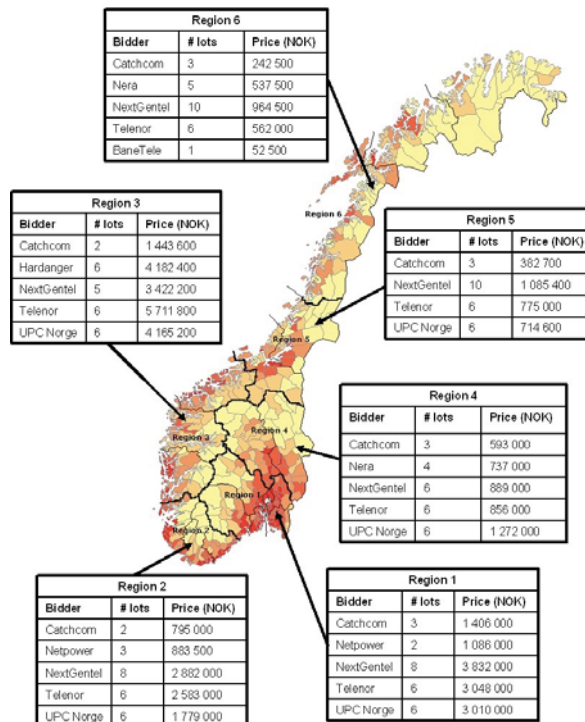 Region 6
Bidder # lots Price (NOK)
Catchcom 3 242 500
Nera 5 537 500
NextGentel 10 964 500
Telenor 6 562 000
BaneTele 1 52 500
Region 3
Bidder # lots Price (NOK)
Catchcom 2 1 443 600
Hardanger 6 4 182 400
NextGentel 5 3 422 200
Telenor 6 5 711 800
UPC Norge 6 4 165 200
Region 6
Region 5
Bidder # lots Price (NOK)
Catchcom 3 382 700
NextGentel 10 1 085 400
Telenor 6 775 000
UPC Norge 6 714 600
Region 5
Region 4
Bidder # lots Price (NOK)
Catchcom 3 593 000
Nera 4 737 000
NextGentel 6 889 000
Telenor 6 856 000
UPC Norge 6 1 272 000
Region 3
Region 4
Region 1
Region 2
Region 2
Bidder # lots Price (NOK)
Catchcom 2 795 000
Netpower 3 883 500
NextGentel 8 2 882 000
Telenor 6 2 583 000
UPC Norge 6 1 779 000
Region 1
Bidder # lots Price (NOK)
Catchcom 3 1 406 000
Netpower 2 1 086 000
NextGentel 8 3 832 000
Telenor 6 3 048 000
UPC Norge 6 3 010 000